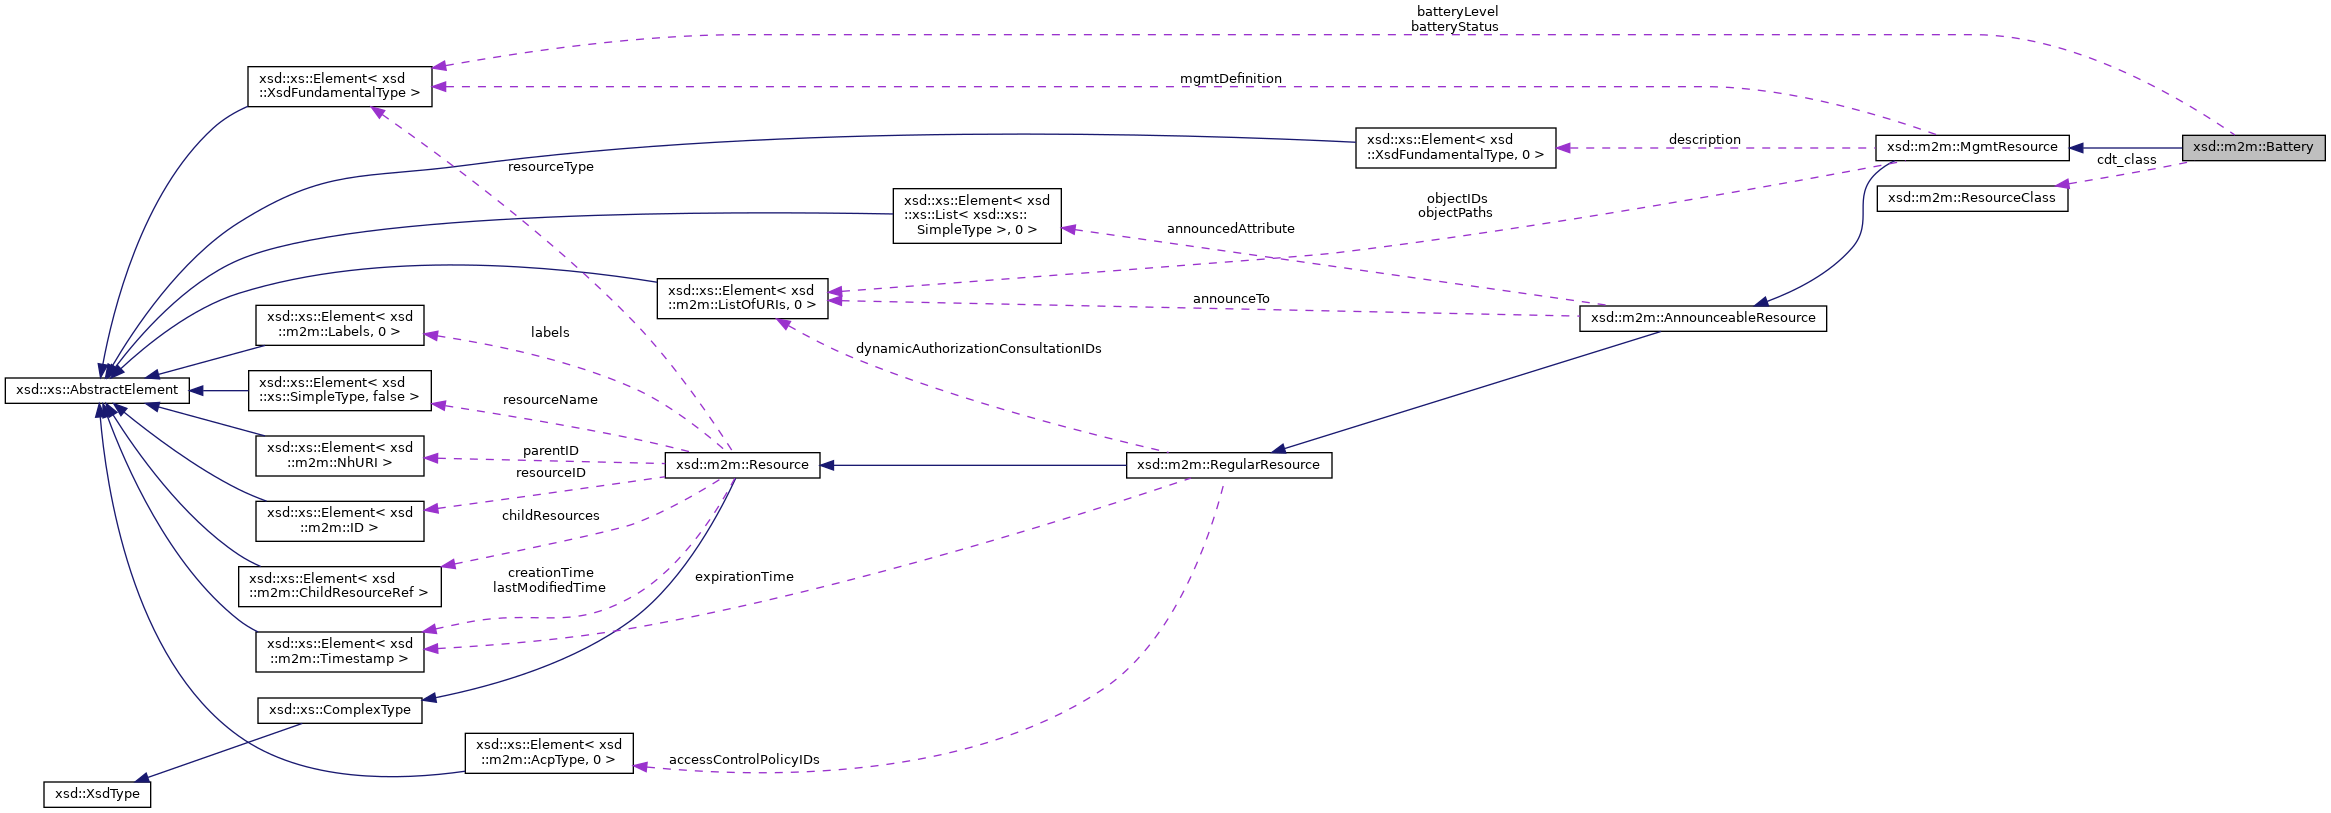 batteryLevel
batteryStatus
xsd::xs::Element< xsd
::XsdFundamentalType >
mgmtDefinition
xsd::xs::Element< xsd
::XsdFundamentalType, 0 >
description
xsd::m2m::MgmtResource
xsd::m2m::Battery
cdt_class
resourceType
xsd::m2m::ResourceClass
xsd::xs::Element< xsd
::xs::List< xsd::xs::
SimpleType >, 0 >
objectIDs
objectPaths
announcedAttribute
xsd::xs::Element< xsd
::m2m::ListOfURIs, 0 >
announceTo
xsd::m2m::AnnounceableResource
xsd::xs::Element< xsd
::m2m::Labels, 0 >
labels
dynamicAuthorizationConsultationIDs
xsd::xs::AbstractElement
xsd::xs::Element< xsd
::xs::SimpleType, false >
resourceName
xsd::xs::Element< xsd
::m2m::NhURI >
parentID
resourceID
xsd::m2m::Resource
xsd::m2m::RegularResource
xsd::xs::Element< xsd
::m2m::ID >
childResources
xsd::xs::Element< xsd
::m2m::ChildResourceRef >
creationTime
lastModifiedTime
expirationTime
xsd::xs::Element< xsd
::m2m::Timestamp >
xsd::xs::ComplexType
xsd::xs::Element< xsd
::m2m::AcpType, 0 >
accessControlPolicyIDs
xsd::XsdType